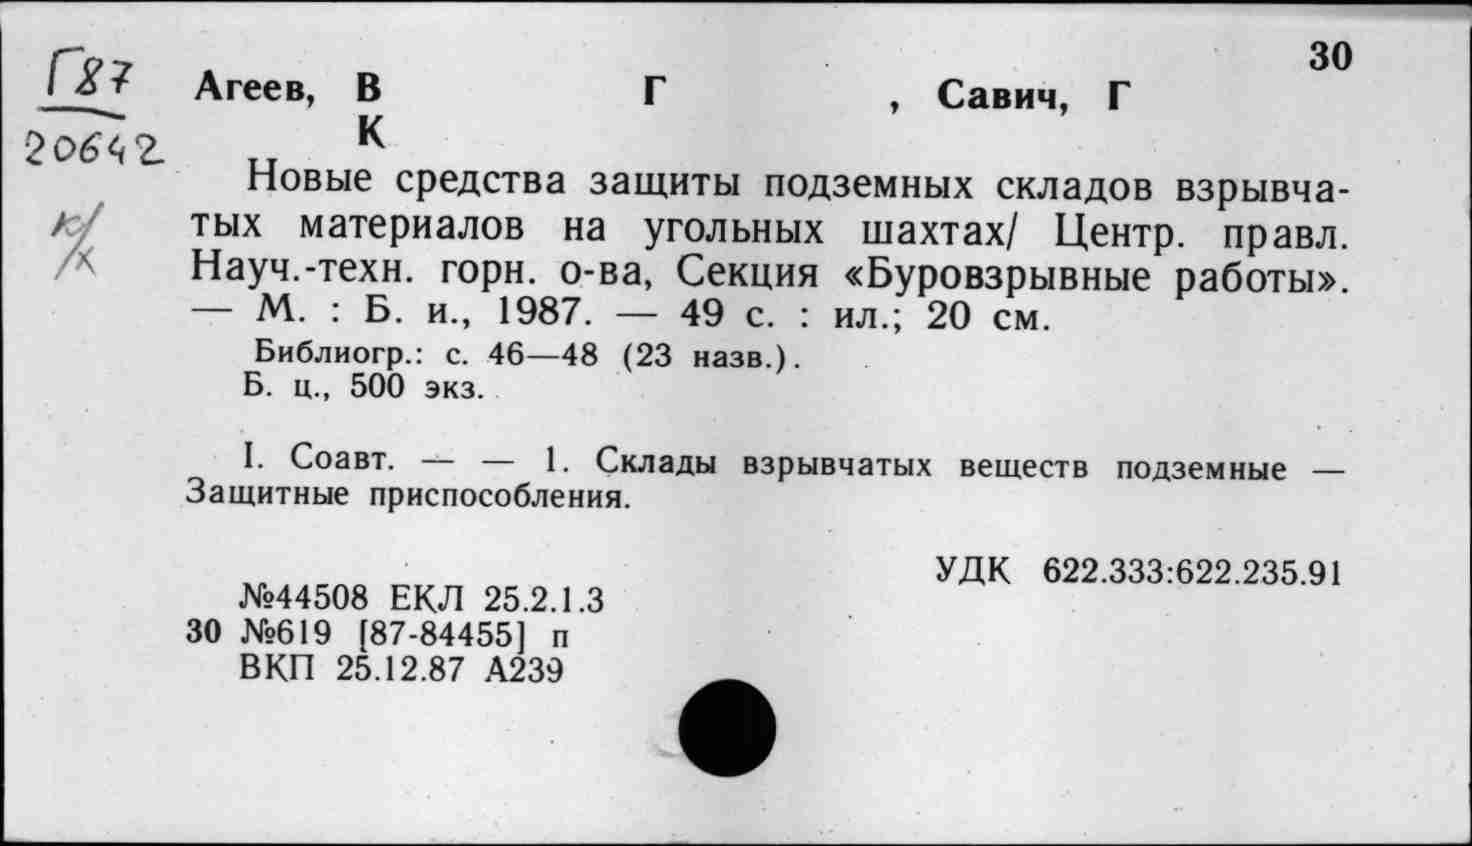 30
Г87
Агеев, В Г , Савич, Г
К
20642
Новые средства защиты подземных складов взрывча-
к/
тых материалов на угольных шахтах/ Центр. правл.
/х
Науч.-техн. горн. о-ва, Секция «Буровзрывные работы».
— М. : Б. и., 1987. — 49 с. : ил.; 20 см.
Библиогр.: с. 46—48 (23 назв.).
Б. ц., 500 экз.
I. Соавт. — — 1. Склады взрывчатых веществ подземные —
Защитные приспособления.
УДК 622.333:622.235.91
№44508 ЕКЛ 25.2.1.3
30 №619 [87-84455] п
ВКП 25.12.87 А239